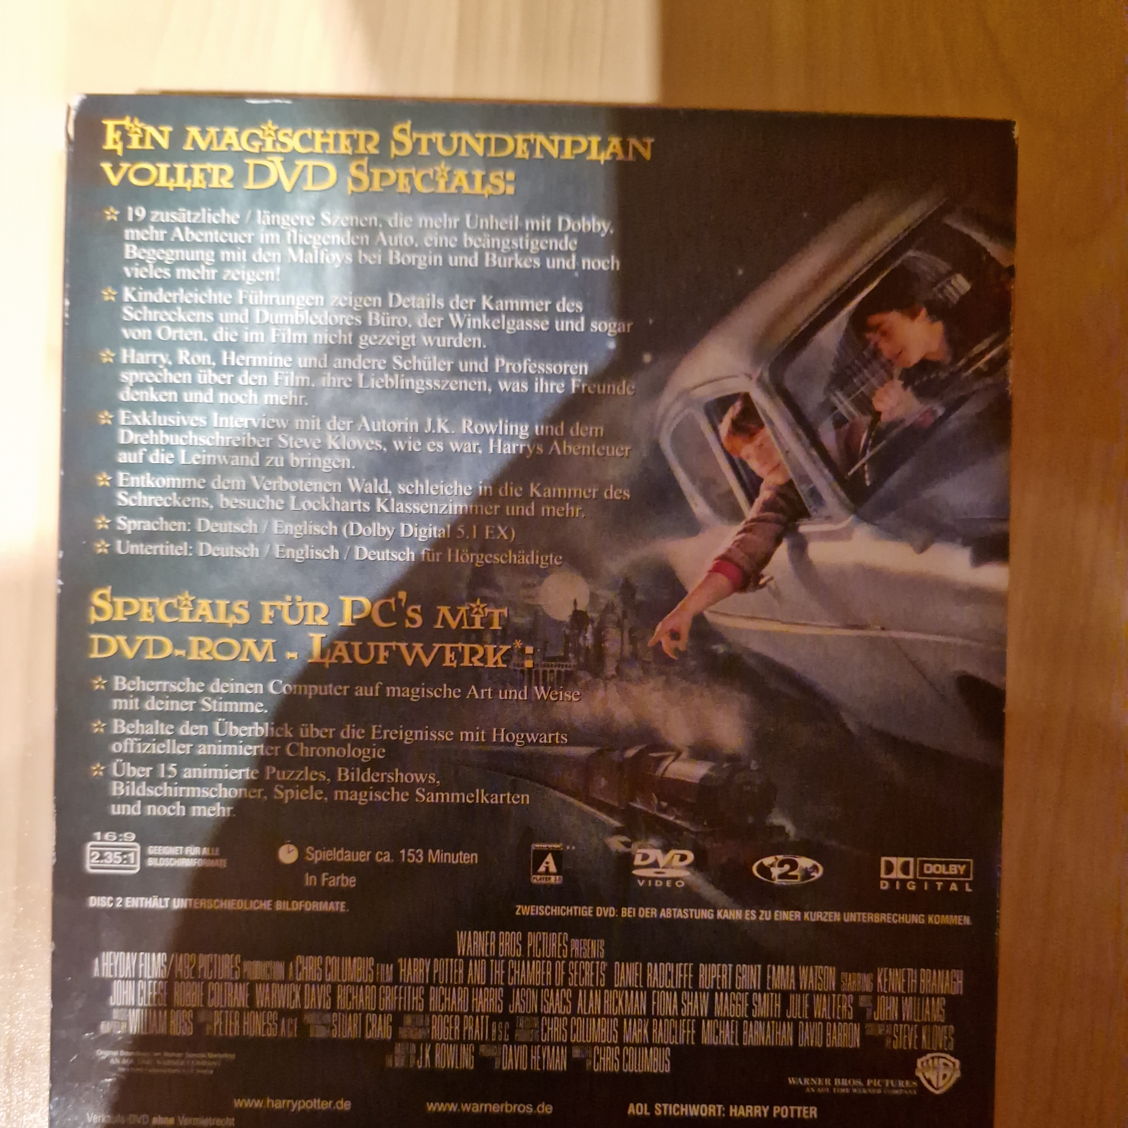 Ein magischer Stundenplan
voller DVD Specials:
19 zusätzliche / längere Szenen, die mehr Unheil mit Dobby,
mehr Abenteuer im fliegenden Auto, eine beängstigende
Begegnung mit den Malfoys bei Borgin und Burkes und noch
vieles mehr zeigen!
Kinderleichte Führungen zeigen Details der Kammer des
Schreckens und Dumbledores Büro, der Winkelgasse und sogar
von Orten, die im Film nicht gezeigt wurden.
Harry, Ron, Hermine und andere Schüler und Professoren
sprechen über den Film, ihre Lieblingsszenen, was ihre Freunde
denken und noch mehr.
Exklusives Interview mit der Autorin J.K. Rowling und dem
Drehbuchschreiber Steve Kloves, wie es war, Harrys Abenteuer
auf die Leinwand zu bringen.
Entkomme dem Verbotenen Wald, schleiche in die Kammer des
Schreckens, besuche Lockharts Klassenzimmer und mehr.
Sprachen: Deutsch / Englisch (Dolby Digital 5.1 EX)
Untertitel: Deutsch / Englisch / Deutsch für Hörgeschädigte
Specials für PC's mit
DVD-ROM - Laufwerk*:
Beherrsche deinen Computer auf magische Art und Weise
mit deiner Stimme.
Behalte den Überblick über die Ereignisse mit Hogwarts
offizieller animierter Chronologie
Über 15 animierte Puzzles, Bildershows,
Bildschirmschoner, Spiele, magische Sammelkarten
und noch mehr.
16:9
2.35:1
GEEIGNET FÜR ALLE
BILDSCHIRMFORMATE
Spieldauer ca. 153 Minuten
In Farbe
DVD
VIDEO
2
DOLBY
DIGITAL
DISC 2 ENTHÄLT UNTERSCHIEDLICHE BILDFORMATE.
ZWEISCHICHTIGE DVD: BEI DER ABTASTUNG KANN ES ZU EINER KURZEN UNTERBRECHUNG KOMMEN.
WARNER BROS. PICTURES PRESENTS
A HEYDAY FILMS/1492 PICTURES PRODUCTION A CHRIS COLUMBUS FILM "HARRY POTTER AND THE CHAMBER OF SECRETS" DANIEL RADCLIFFE RUPERT GRINT EMMA WATSON STARRING KENNETH BRANAGH
JOHN CLEESE ROBBIE COLTRANE WARWICK DAVIS RICHARD GRIFFITHS RICHARD HARRIS JASON ISAACS ALAN RICKMAN FIONA SHAW MAGGIE SMITH JULIE WALTERS JOHN WILLIAMS
WILLIAM ROSS PETER HONESS A.C.E. STUART CRAIG ROGER PRATT B.S.C. CHRIS COLUMBUS MARK RADCLIFFE MICHAEL BARNATHAN DAVID BARRON STEVE KLOVES
J.K. ROWLING DAVID HEYMAN CHRIS COLUMBUS
WARNER BROS. PICTURES
AN AOL TIME WARNER COMPANY
WB
www.harrypotter.de
www.warnerbros.de
AOL STICHWORT: HARRY POTTER
Verkaufs-DVD ohne Vermietrecht